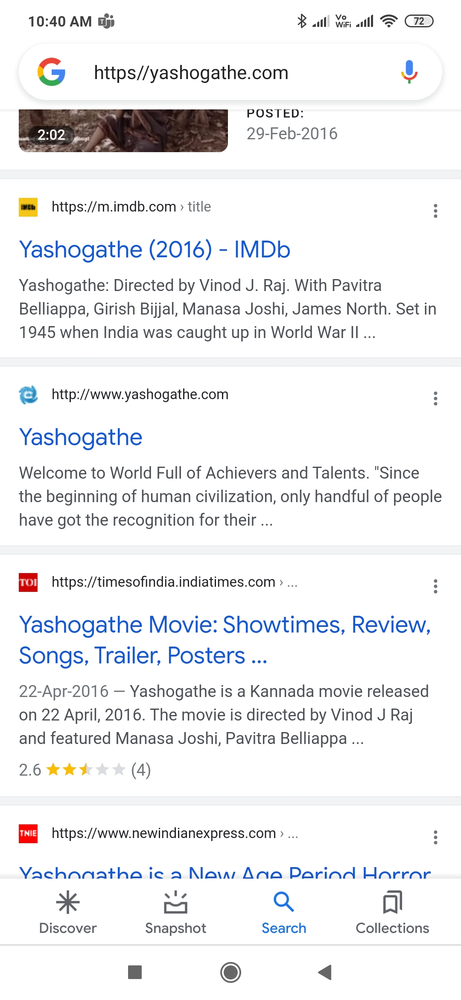 10:40 AM
Vo
WiFi
72
https//yashogathe.com
POSTED:
2:02
29-Feb-2016
IMDb
https://m.imdb.com › title
Yashogathe (2016) - IMDb
Yashogathe: Directed by Vinod J. Raj. With Pavitra
Belliappa, Girish Bijjal, Manasa Joshi, James North. Set in
1945 when India was caught up in World War II ...
http://www.yashogathe.com
Yashogathe
Welcome to World Full of Achievers and Talents. "Since
the beginning of human civilization, only handful of people
have got the recognition for their ...
TOI
https://timesofindia.indiatimes.com › ...
Yashogathe Movie: Showtimes, Review,
Songs, Trailer, Posters ...
22-Apr-2016 — Yashogathe is a Kannada movie released
on 22 April, 2016. The movie is directed by Vinod J Raj
and featured Manasa Joshi, Pavitra Belliappa ...
2.6 (4)
TNIE
https://www.newindianexpress.com › ...
Yashogathe is a New Age Period Horror
Discover
Snapshot
Search
Collections